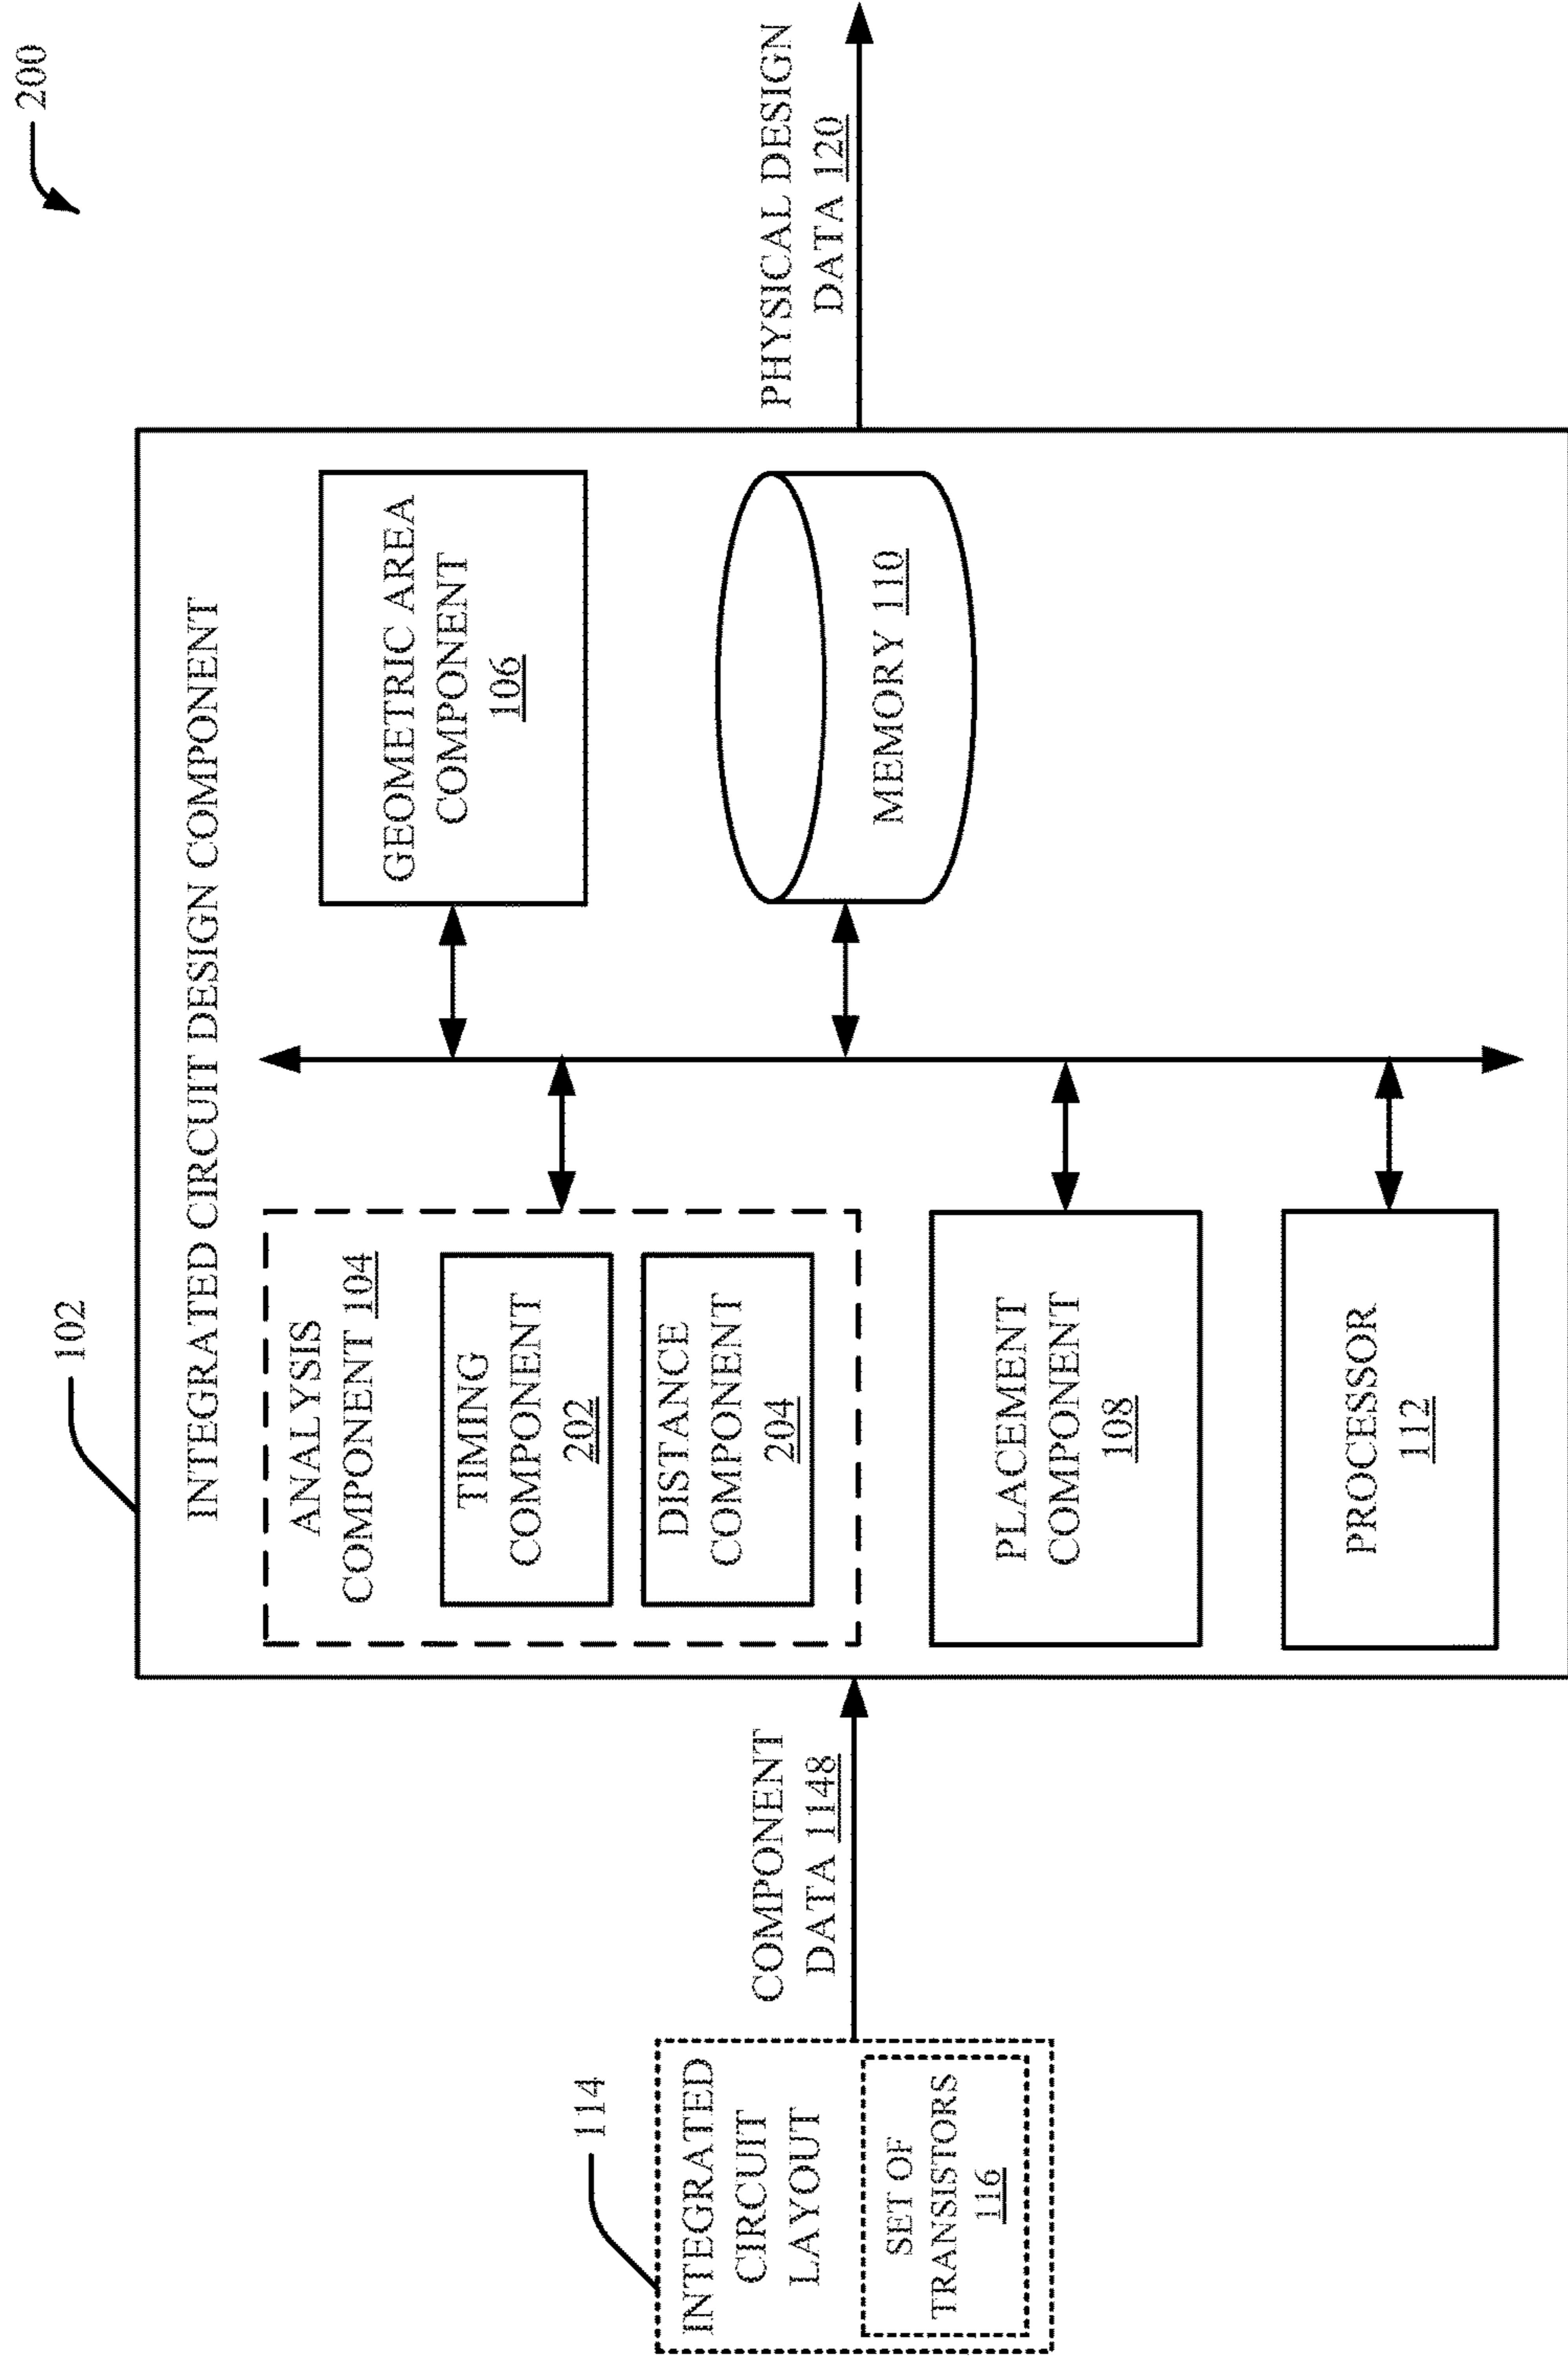 200
102
INTEGRATED CIRCUIT DESIGN COMPONENT
ANALYSIS
COMPONENT 104
TIMING
COMPONENT
202
DISTANCE
COMPONENT
204
GEOMETRIC AREA
COMPONENT
106
114
INTEGRATED
CIRCUIT
LAYOUT
SET OF
TRANSISTORS
116
COMPONENT
DATA 1148
MEMORY 110
PHYSICAL DESIGN
DATA 120
PLACEMENT
COMPONENT
108
PROCESSOR
112